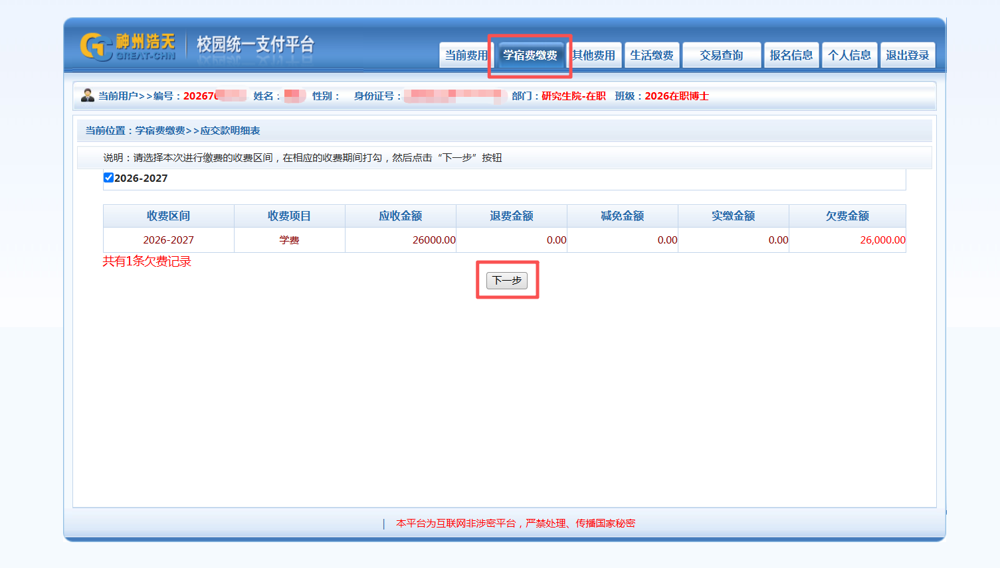 神州浩天 校园统一支付平台
GREAT-CHN
当前费用 学宿费缴费 其他费用 生活缴费 交易查询 报名信息 个人信息 退出登录
当前用户>>编号：202670 姓名： 性别： 身份证号： 部门：研究生院-在职 班级：2026在职博士
当前位置：学宿费缴费>>应交款明细表
说明：请选择本次进行缴费的收费区间，在相应的收费期间打勾，然后点击“下一步”按钮
2026-2027
收费区间 收费项目 应收金额 退费金额 减免金额 实缴金额 欠费金额
2026-2027 学费 26000.00 0.00 0.00 0.00 26,000.00
共有1条欠费记录
下一步
| 本平台为互联网非涉密平台，严禁处理、传播国家秘密